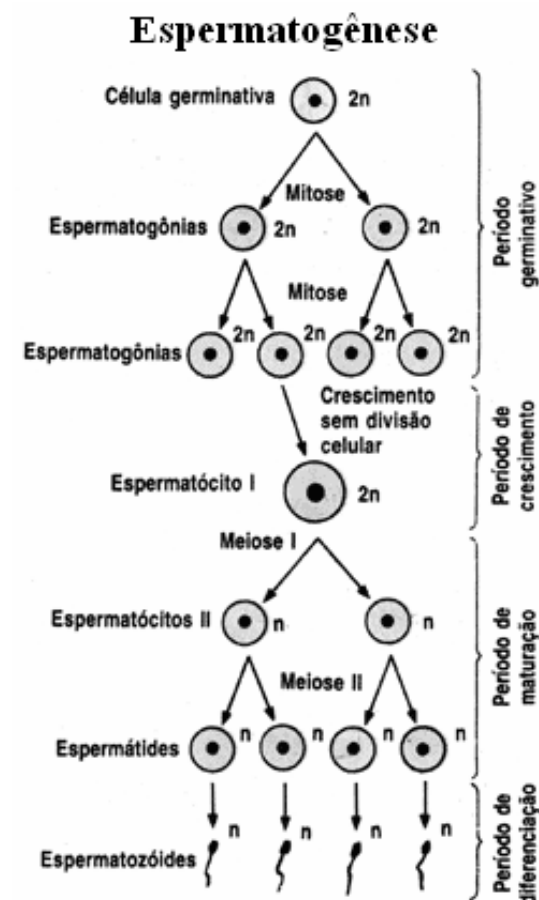 Espermatogênese
Célula germinativa
2n
Mitose
Espermatogônias
2n
2n
Mitose
Espermatogônias
2n
2n
2n
2n
Período
germinativo
Crescimento
sem divisão
celular
Espermatócito I
2n
Período de
crescimento
Meiose I
Espermatócitos II
n
n
Meiose II
Espermátides
n
n
n
n
Período de
maturação
Espermatozóides
n
n
n
n
Período de
diferenciação